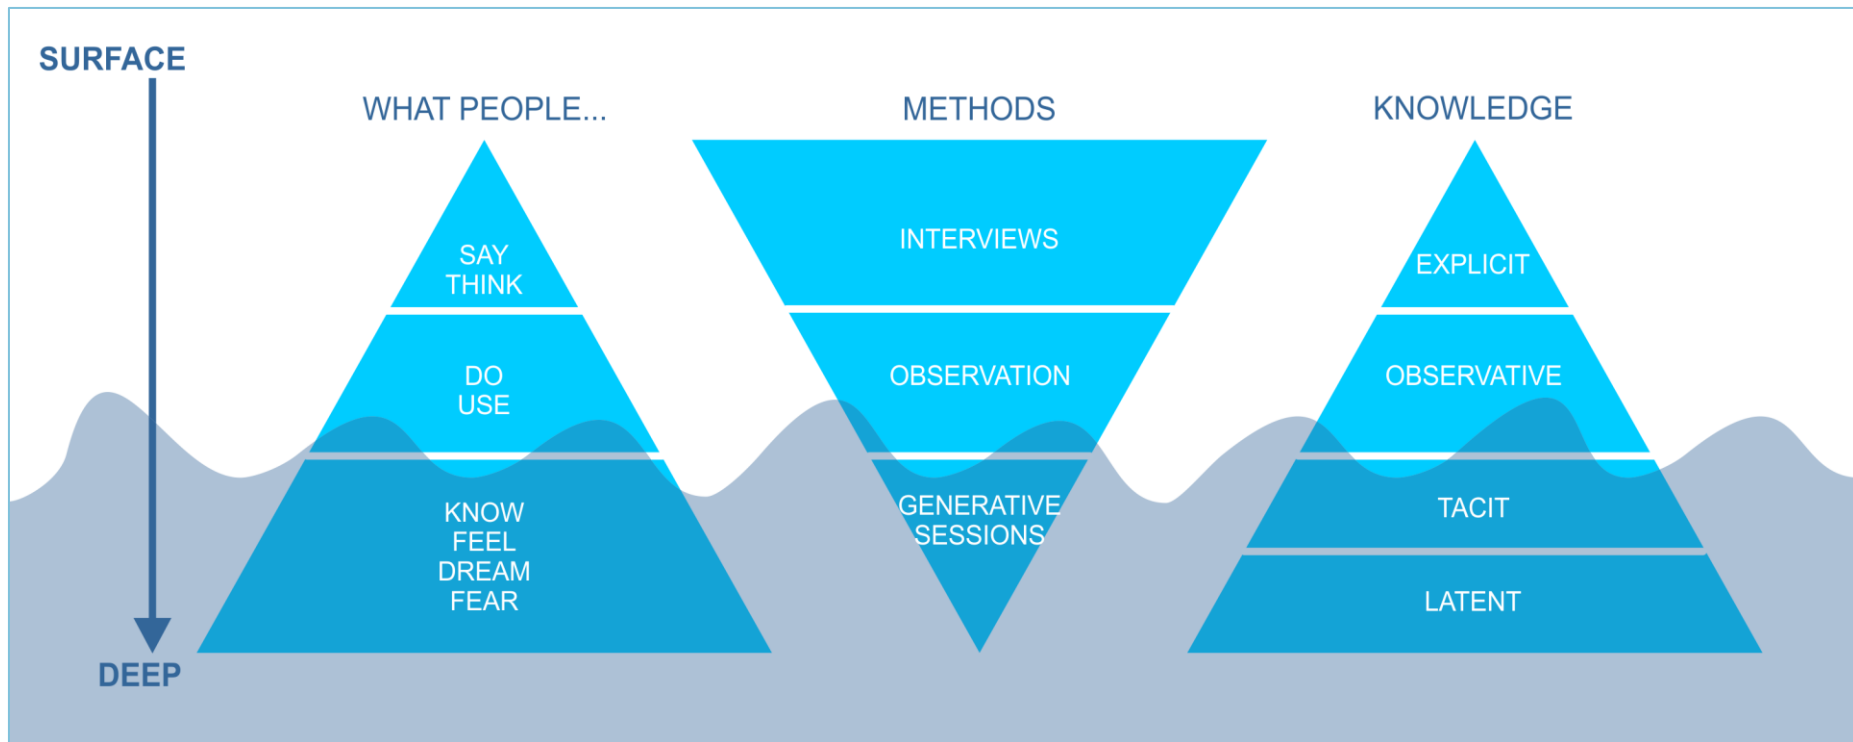 SURFACE
WHAT PEOPLE...
METHODS
KNOWLEDGE
SAY
THINK
DO
USE
KNOW
FEEL
DREAM
FEAR
INTERVIEWS
OBSERVATION
GENERATIVE
SESSIONS
EXPLICIT
OBSERVATIVE
TACIT
LATENT
DEEP